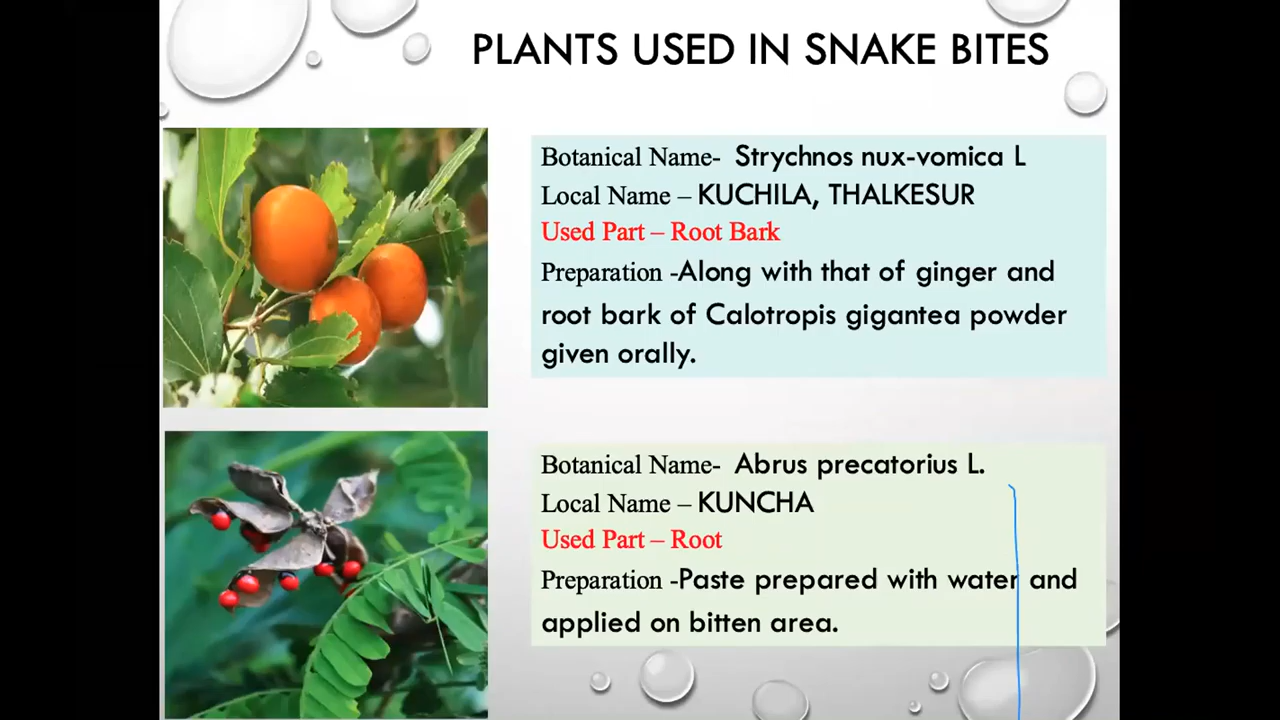 PLANTS USED IN SNAKE BITES
Botanical Name- Strychnos nux-vomica L
Local Name – KUCHILA, THALKESUR
Used Part – Root Bark
Preparation -Along with that of ginger and
root bark of Calotropis gigantea powder
given orally.
Botanical Name- Abrus precatorius L.
Local Name – KUNCHA
Used Part – Root
Preparation -Paste prepared with water and
applied on bitten area.